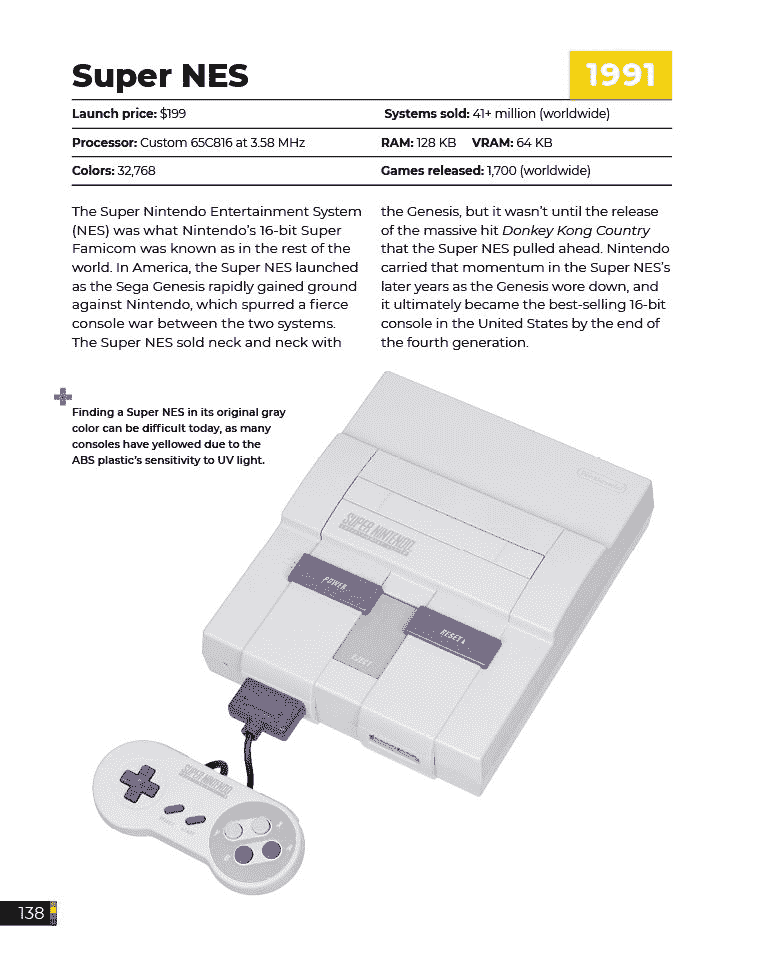 Super NES
1991
Launch price: $199
Systems sold: 41+ million (worldwide)
Processor: Custom 65C816 at 3.58 MHz
RAM: 128 KB VRAM: 64 KB
Colors: 32,768
Games released: 1,700 (worldwide)
The Super Nintendo Entertainment System
(NES) was what Nintendo’s 16-bit Super
Famicom was known as in the rest of the
world. In America, the Super NES launched
as the Sega Genesis rapidly gained ground
against Nintendo, which spurred a fierce
console war between the two systems.
The Super NES sold neck and neck with
the Genesis, but it wasn’t until the release
of the massive hit Donkey Kong Country
that the Super NES pulled ahead. Nintendo
carried that momentum in the Super NES’s
later years as the Genesis wore down, and
it ultimately became the best-selling 16-bit
console in the United States by the end of
the fourth generation.
Finding a Super NES in its original gray
color can be difficult today, as many
consoles have yellowed due to the
ABS plastic’s sensitivity to UV light.
Nintendo
SUPER NINTENDO
POWER
RESET
EJECT
SUPER NINTENDO
138